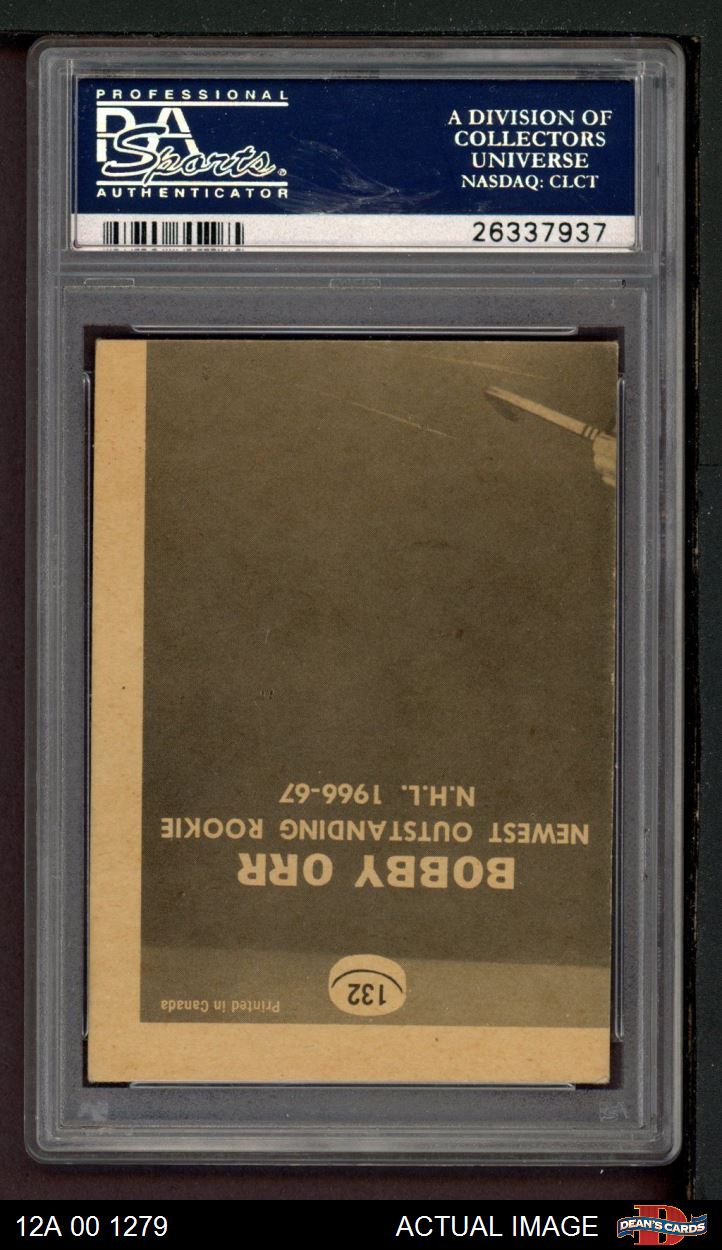 PROFESSIONAL
PSA
Sports
AUTHENTICATOR
A DIVISION OF
COLLECTORS
UNIVERSE
NASDAQ: CLCT
26337937
132
Printed in Canada
BOBBY ORR
NEWEST OUTSTANDING ROOKIE
N.H.L. 1966-67
12A 00 1279
ACTUAL IMAGE
D
DEAN'S CARDS